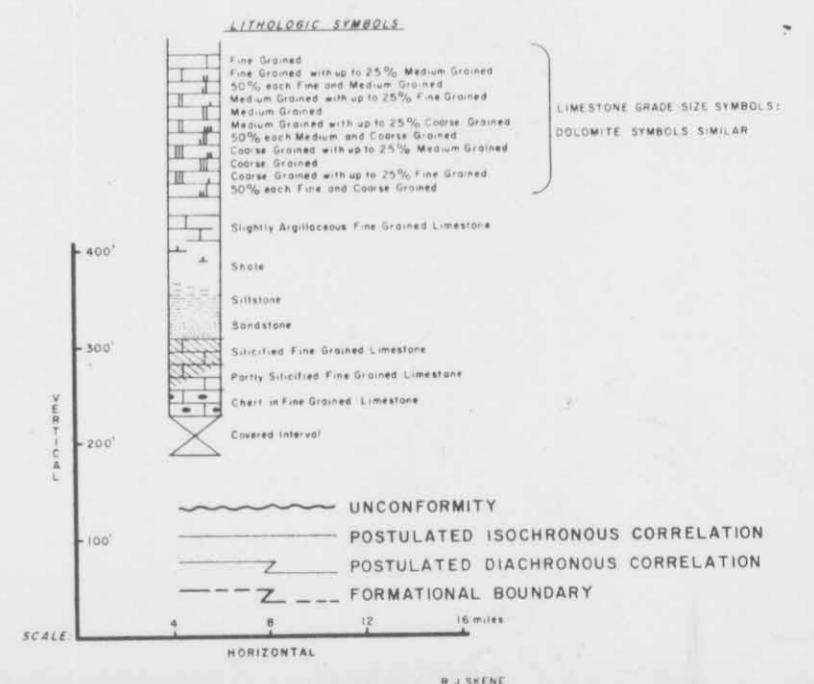 LITHOLOGIC SYMBOLS
Fine Grained
Fine Grained with up to 25% Medium Grained
50% each Fine and Medium Grained
Medium Grained with up to 25% Fine Grained
Medium Grained
Medium Grained with up to 25% Coarse Grained
50% each Medium and Coarse Grained
Coarse Grained with up to 25% Medium Grained
Coarse Grained
Coarse Grained with up to 25% Fine Grained
50% each Fine and Coarse Grained
LIMESTONE GRADE SIZE SYMBOLS:
DOLOMITE SYMBOLS SIMILAR
Slightly Argillaceous Fine Grained Limestone
400'
Shale
Siltstone
Sandstone
300'
Silicified Fine Grained Limestone
Partly Silicified Fine Grained Limestone
Chert in Fine Grained Limestone
VERTICAL
200'
Covered Interval
UNCONFORMITY
POSTULATED ISOCHRONOUS CORRELATION
100'
POSTULATED DIACHRONOUS CORRELATION
FORMATIONAL BOUNDARY
SCALE:
4 8 12 16 miles
HORIZONTAL
R J SKENE